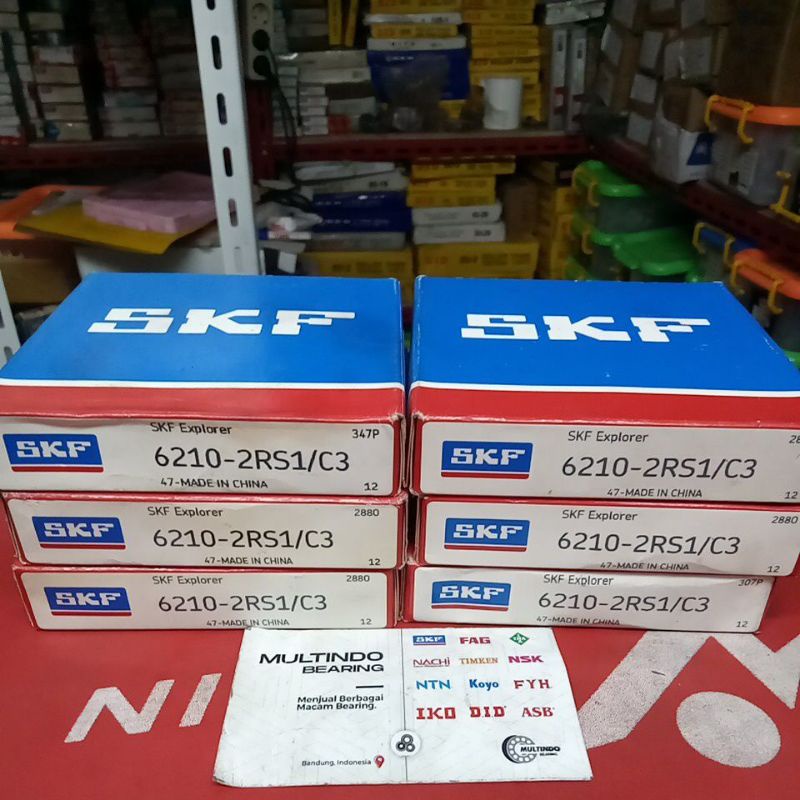 SKF
SKF
SKF
SKF Explorer
347P
6210-2RS1/C3
47-MADE IN CHINA
12
SKF
SKF Explorer
6210-2RS1/C3
47-MADE IN CHINA
12
SKF
SKF Explorer
2880
6210-2RS1/C3
47-MADE IN CHINA
12
SKF
SKF Explorer
2880
6210-2RS1/C3
47-MADE IN CHINA
12
SKF
SKF Explorer
2880
6210-2RS1/C3
47-MADE IN CHINA
12
SKF
SKF Explorer
307P
6210-2RS1/C3
47-MADE IN CHINA
12
MULTINDO
BEARING
Menjual Berbagai
Macam Bearing.
Bandung, Indonesia
SKF FAG
NACHi TIMKEN NSK
NTN Koyo FYH
IKO DID ASB
MULTINDO
BEARING
NI